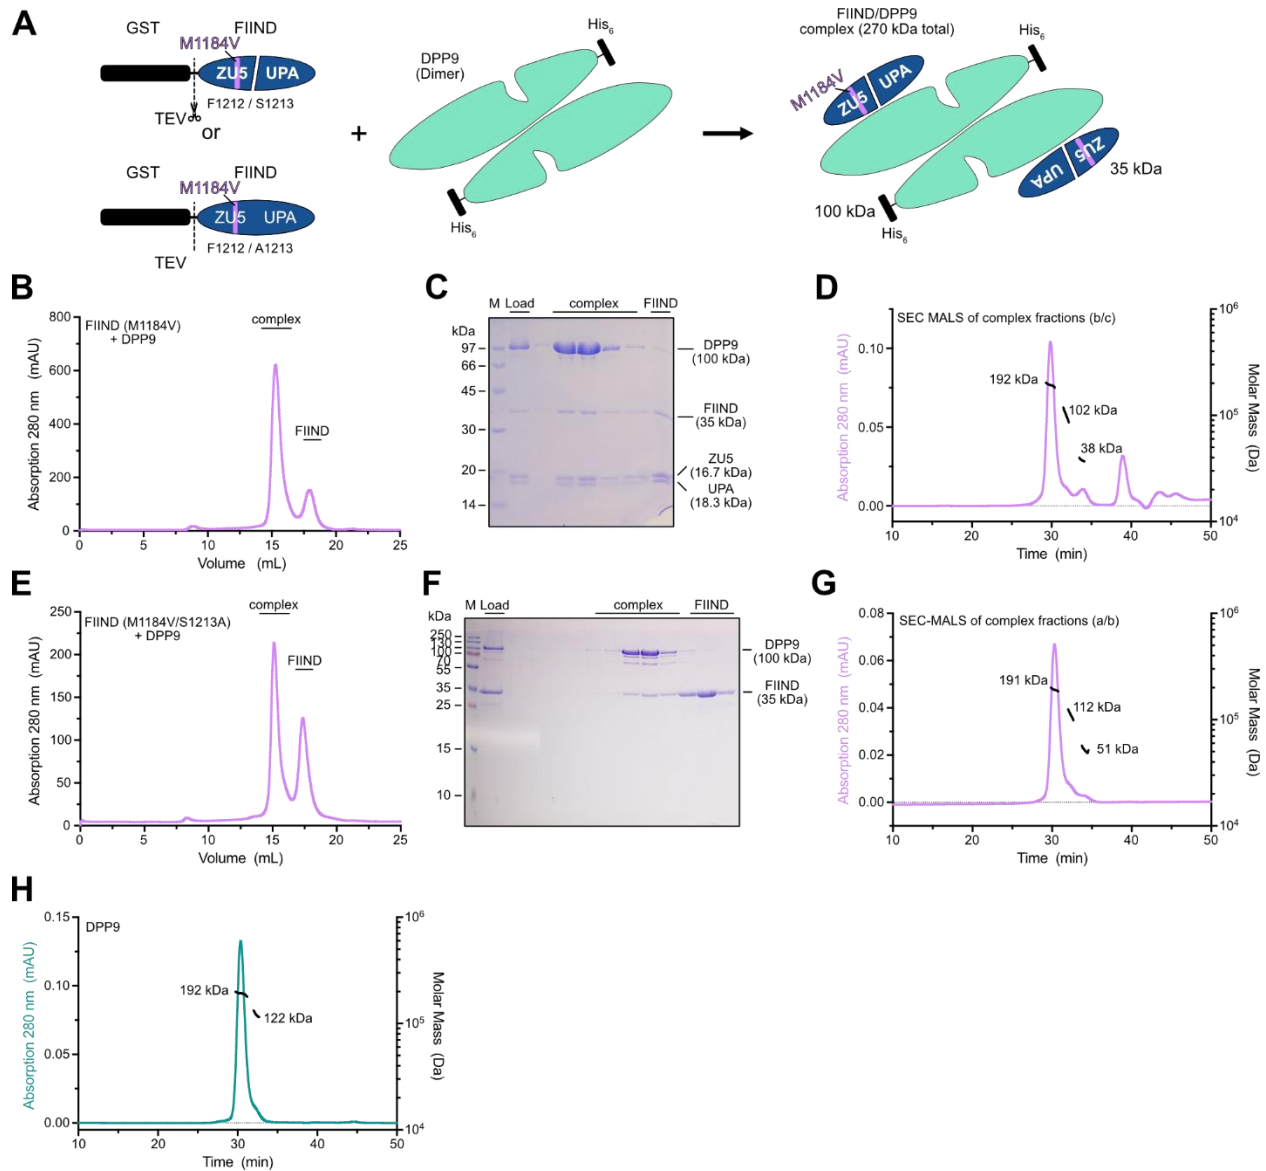 A
GST
FIIND
M1184V
ZU5
UPA
F1212 / S1213
TEV
or
GST
FIIND
M1184V
ZU5
UPA
F1212 / A1213
TEV
+
DPP9
(Dimer)
His6
His6
FIIND/DPP9
complex (270 kDa total)
His6
M1184V
ZU5
UPA
ZU5
UPA
35 kDa
100 kDa
His6
B
FIIND (M1184V)
+ DPP9
complex
FIIND
Absorption 280 nm (mAU)
800
600
400
200
0
0 5 10 15 20 25
Volume (mL)
C
M Load complex FIIND
kDa
97
66
45
30
20
14
DPP9
(100 kDa)
FIIND
(35 kDa)
ZU5
(16.7 kDa)
UPA
(18.3 kDa)
D
SEC MALS of complex fractions (b/c)
192 kDa
102 kDa
38 kDa
Absorption 280 nm (mAU)
0.10
0.05
0.00
10 20 30 40 50
Time (min)
10^6
10^5
10^4
Molar Mass (Da)
E
FIIND (M1184V/S1213A)
+ DPP9
complex
FIIND
Absorption 280 nm (mAU)
250
200
150
100
50
0
0 5 10 15 20 25
Volume (mL)
F
M Load complex FIIND
kDa
250
130
100
70
55
35
25
15
10
DPP9
(100 kDa)
FIIND
(35 kDa)
G
SEC-MALS of complex fractions (a/b)
191 kDa
112 kDa
51 kDa
Absorption 280 nm (mAU)
0.08
0.06
0.04
0.02
0.00
10 20 30 40 50
Time (min)
10^6
10^5
10^4
Molar Mass (Da)
H
DPP9
192 kDa
122 kDa
Absorption 280 nm (mAU)
0.15
0.10
0.05
0.00
10 20 30 40 50
Time (min)
10^6
10^5
10^4
Molar Mass (Da)